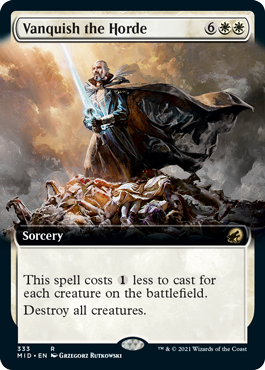 Vanquish the Horde 6
Sorcery
This spell costs 1 less to cast for
each creature on the battlefield.
Destroy all creatures.
333 R
MID • EN Grzegorz Rutkowski ™ & © 2021 Wizards of the Coast